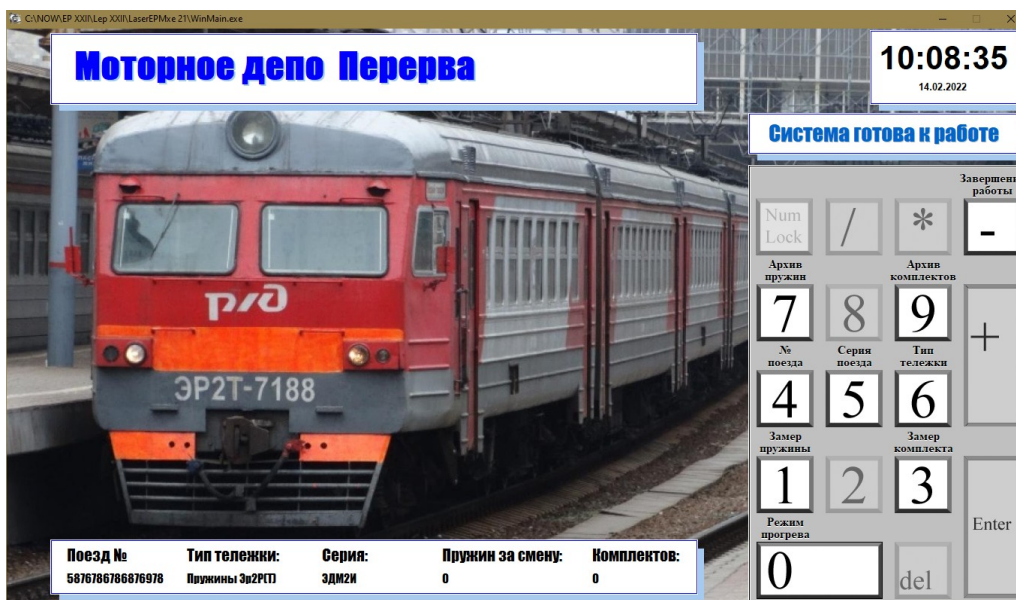 C:\NOW\EP XXII\Lep XXII\LaserEPMxe 21\WinMain.exe
Моторное депо Перерва
10:08:35
14.02.2022
Система готова к работе
Завершени
работы
Num
Lock
/
*
-
Архив
пружин
Архив
комплектов
7
8
9
+
№
поезда
Серия
поезда
Тип
тележки
4
5
6
Замер
пружины
Замер
комплекта
1
2
3
Enter
Режим
прогрева
0
del
РЖД
ЭР2Т-7188
Поезд № Тип тележки: Серия: Пружин за смену: Комплектов:
5876786786876978 Пружины Эр2Р(Т) ЭДМ2И 0 0